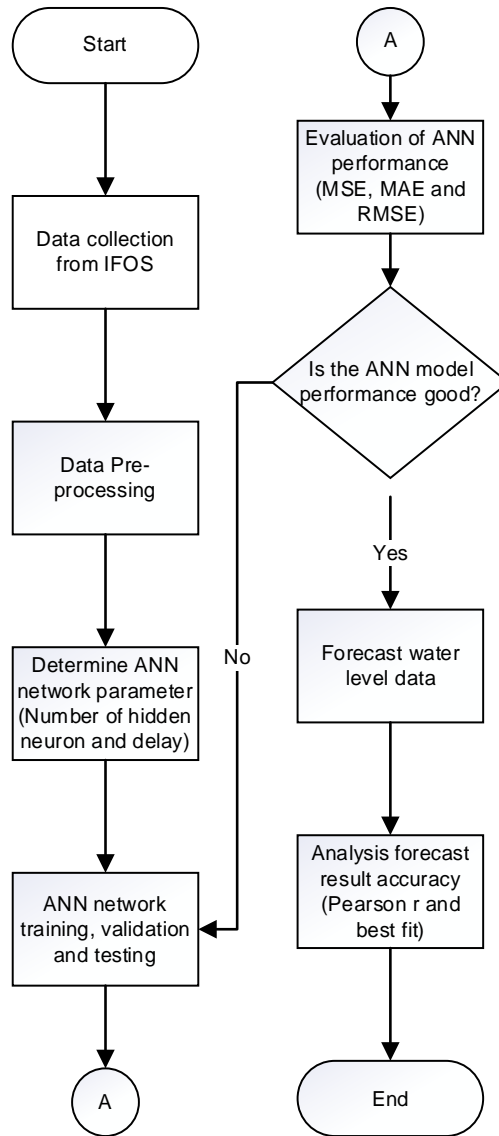 Start
Data collection
from IFOS
Data Pre-
processing
Determine ANN
network parameter
(Number of hidden
neuron and delay)
ANN network
training, validation
and testing
A
No
A
Evaluation of ANN
performance
(MSE, MAE and
RMSE)
Is the ANN model
performance good?
Yes
Forecast water
level data
Analysis forecast
result accuracy
(Pearson r and
best fit)
End